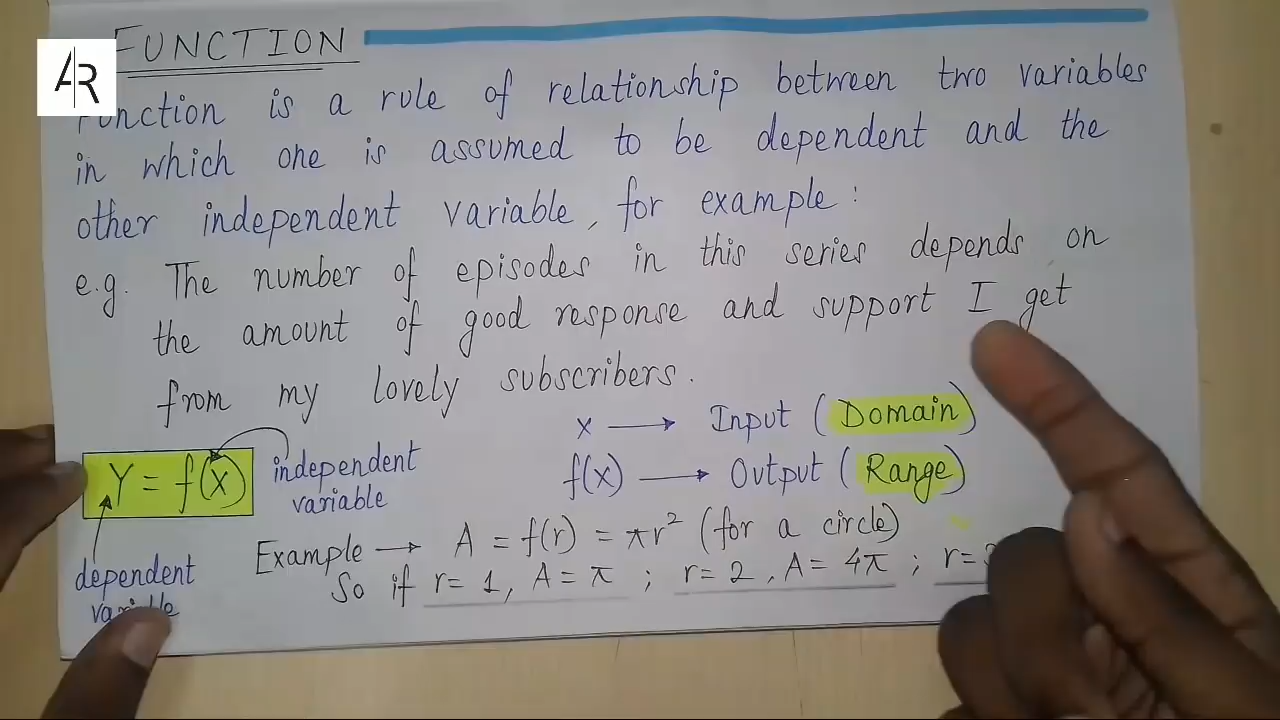 AR
FUNCTION
Function is a rule of relationship between two variables
in which one is assumed to be dependent and the
other independent variable, for example:
e.g. The number of episodes in this series depends on
the amount of good response and support I get
from my lovely subscribers.
x → Input (Domain)
f(x) → Output (Range)
Y = f(x)
independent
variable
dependent
variable
Example → A = f(r) = πr² (for a circle)
So if r = 1, A = π ; r = 2, A = 4π ; r =